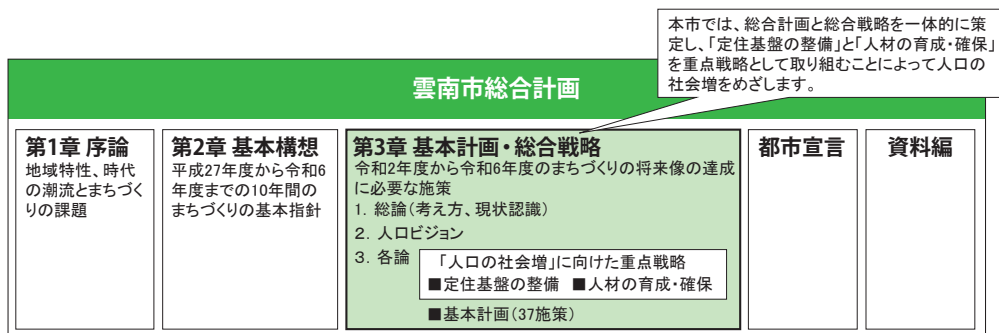 本市では、総合計画と総合戦略を一体的に策
定し、「定住基盤の整備」と「人材の育成・確保」
を重点戦略として取り組むことによって人口の
社会増をめざします。
雲南市総合計画
第1章 序論
地域特性、時代
の潮流とまちづく
りの課題
第2章 基本構想
平成27年度から令和6
年度までの10年間の
まちづくりの基本指針
第3章 基本計画・総合戦略
令和2年度から令和6年度のまちづくりの将来像の達成
に必要な施策
1. 総論(考え方、現状認識)
2. 人口ビジョン
3. 各論
「人口の社会増」に向けた重点戦略
■定住基盤の整備 ■人材の育成・確保
■基本計画(37施策)
都市宣言
資料編